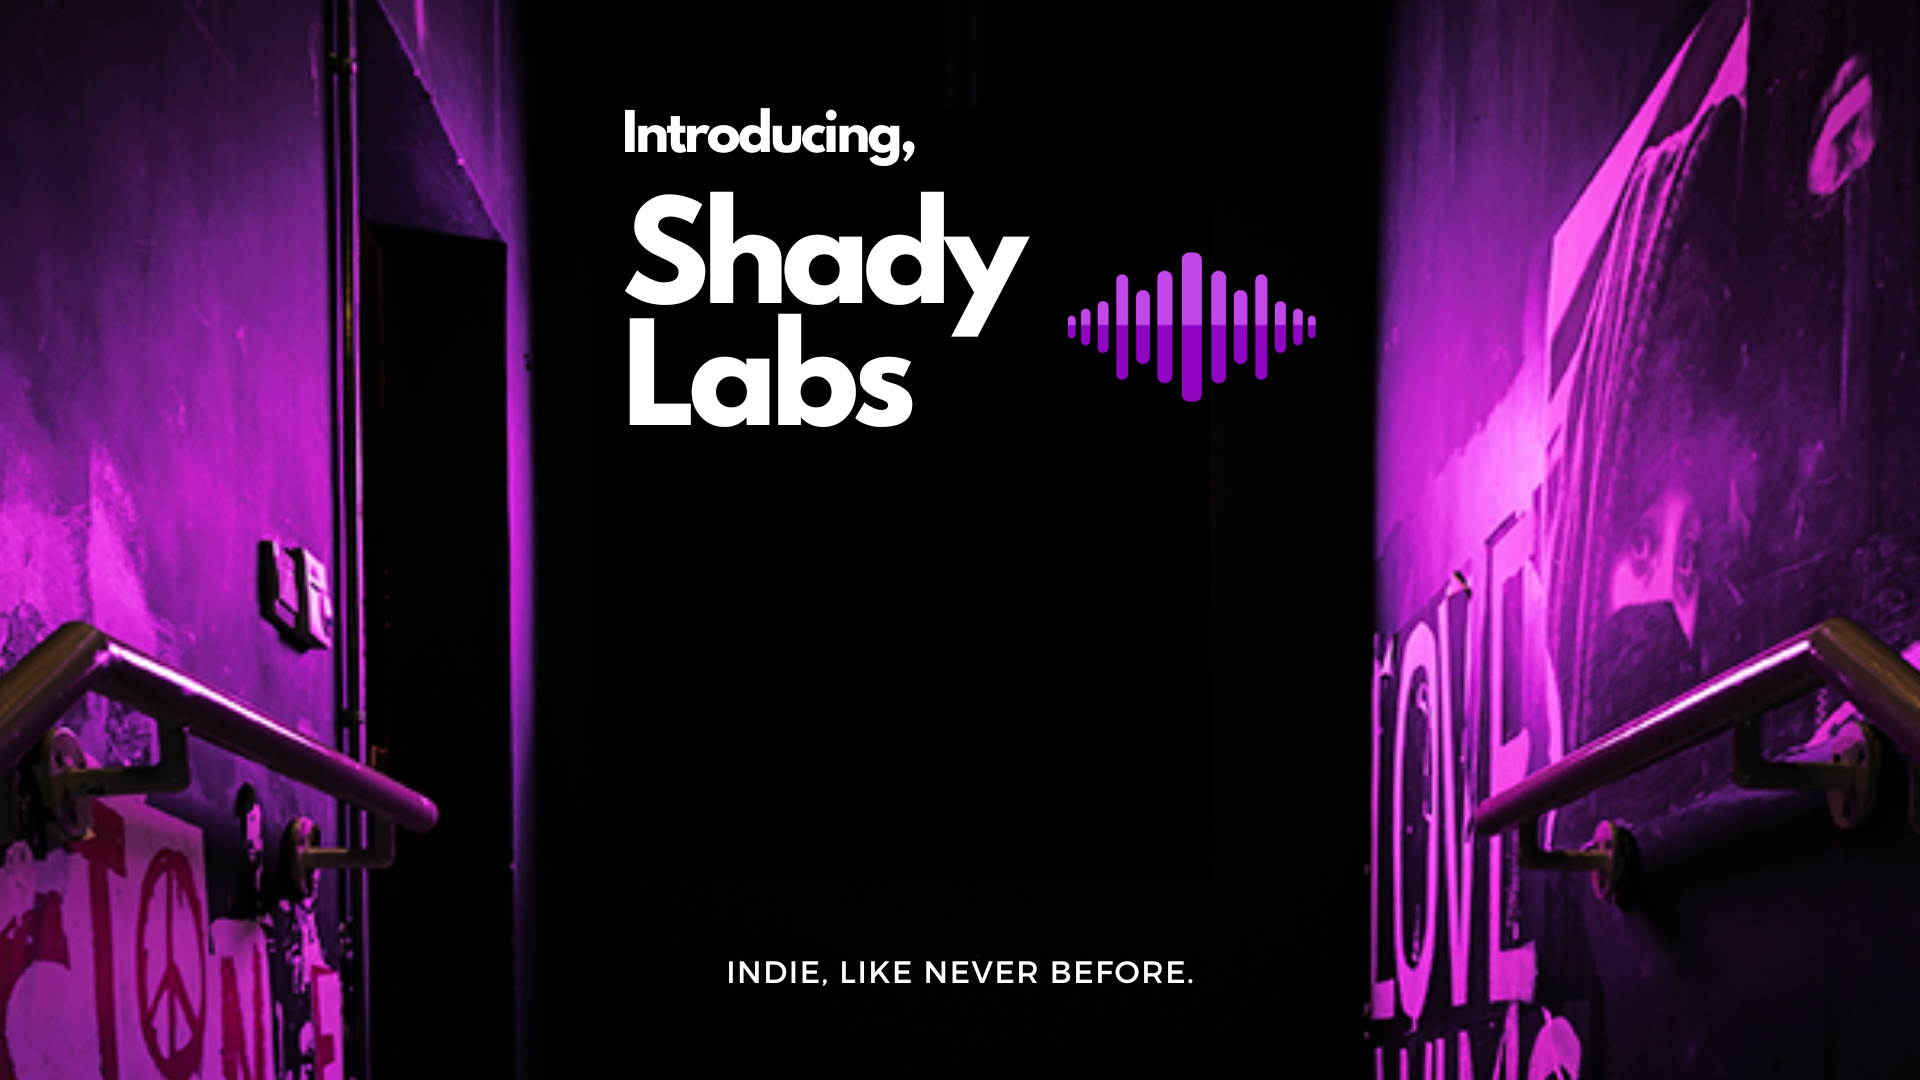 Introducing,
Shady
Labs
LOVE
INDIE, LIKE NEVER BEFORE.